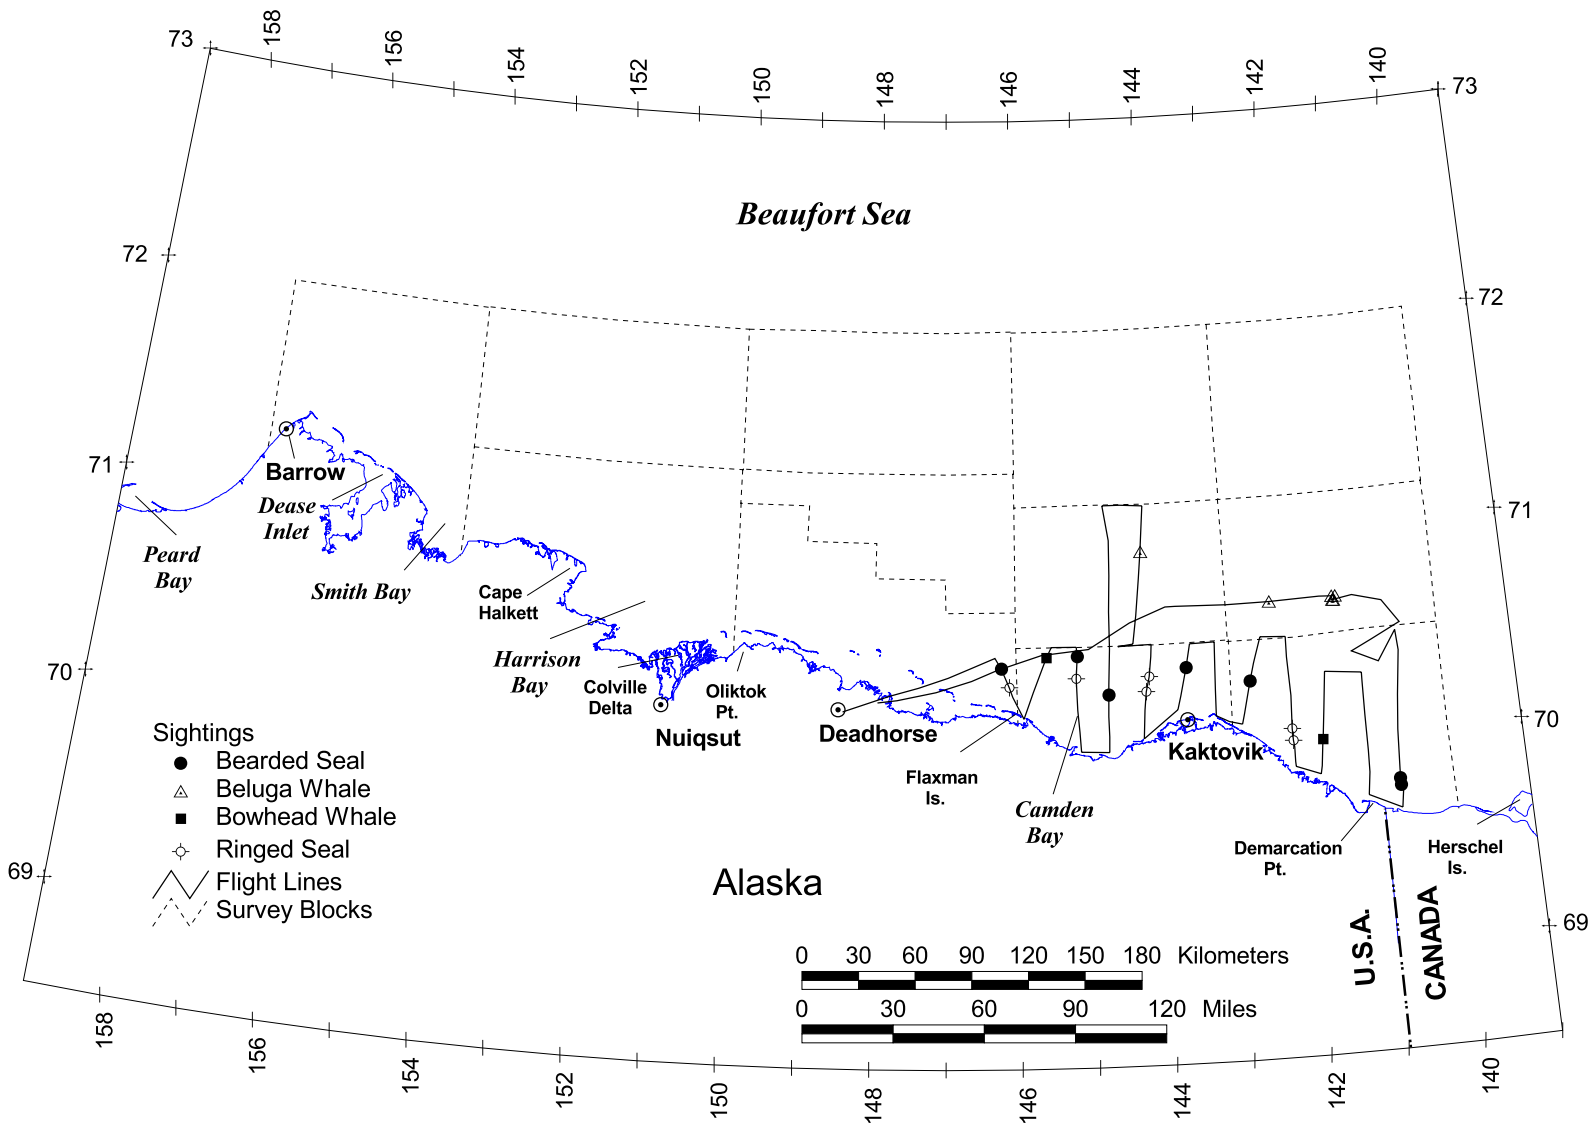 158
156
154
152
150
148
146
144
142
140
73
73
Beaufort Sea
72
72
71
71
Barrow
Dease
Inlet
Peard
Bay
Smith Bay
Cape
Halkett
Harrison
Bay
Colville
Delta
Oliktok
Pt.
Nuiqsut
Deadhorse
Kaktovik
70
70
Flaxman
Is.
Camden
Bay
Demarcation
Pt.
Herschel
Is.
Sightings
Bearded Seal
Beluga Whale
Bowhead Whale
Ringed Seal
Flight Lines
Survey Blocks
69
69
Alaska
U.S.A.
CANADA
0 30 60 90 120 150 180 Kilometers
0 30 60 90 120 Miles
158
156
154
152
150
148
146
144
142
140